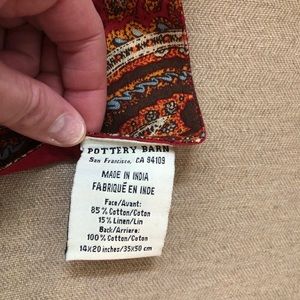 POTTERY BARN
San Francisco, CA 94109
MADE IN INDIA
FABRIQUÉ EN INDE
Face/Avant:
85% Cotton/Coton
15% Linen/Lin
Back/Arriere:
100% Cotton/Coton
14X20 inches/35X50 cm